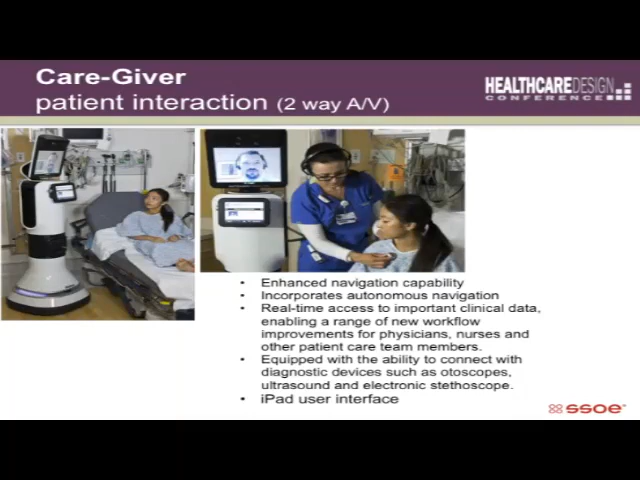 Care-Giver
patient interaction (2 way A/V)
HEALTHCAREDESIGN
CONFERENCE
• Enhanced navigation capability
• Incorporates autonomous navigation
• Real-time access to important clinical data,
enabling a range of new workflow
improvements for physicians, nurses and
other patient care team members.
• Equipped with the ability to connect with
diagnostic devices such as otoscopes,
ultrasound and electronic stethoscope.
• iPad user interface
ssoe